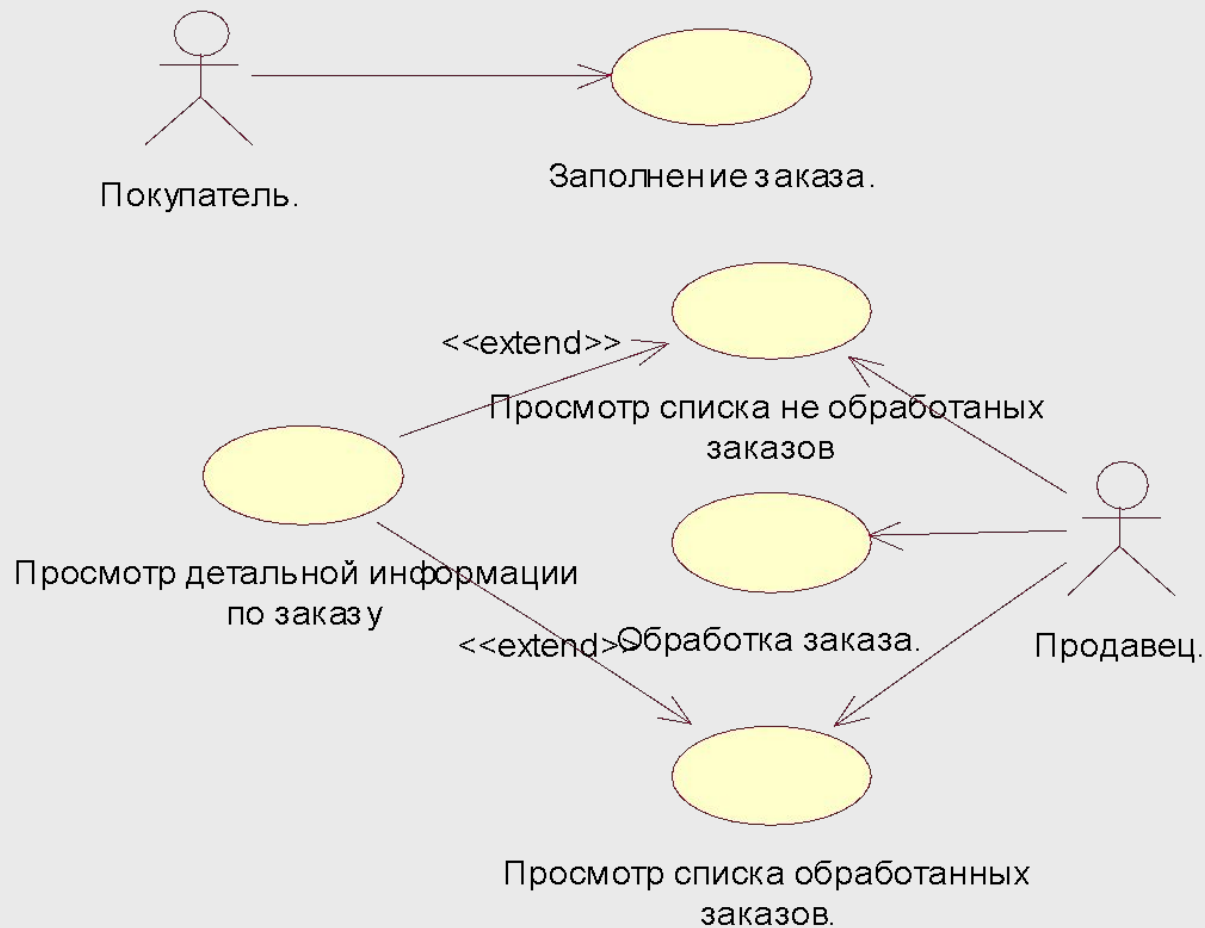 Покупатель.
Заполнение заказа.
<<extend>>
Просмотр списка не обработаных
заказов
Просмотр детальной информации
по заказу
<<extend>>
Обработка заказа.
Продавец.
Просмотр списка обработанных
заказов.